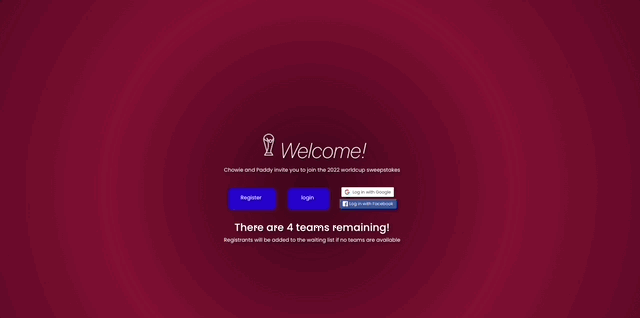 Welcome!
Chowie and Paddy invite you to join the 2022 worldcup sweepstakes
Register
login
Log in with Google
Log in with Facebook
There are 4 teams remaining!
Registrants will be added to the waiting list if no teams are available